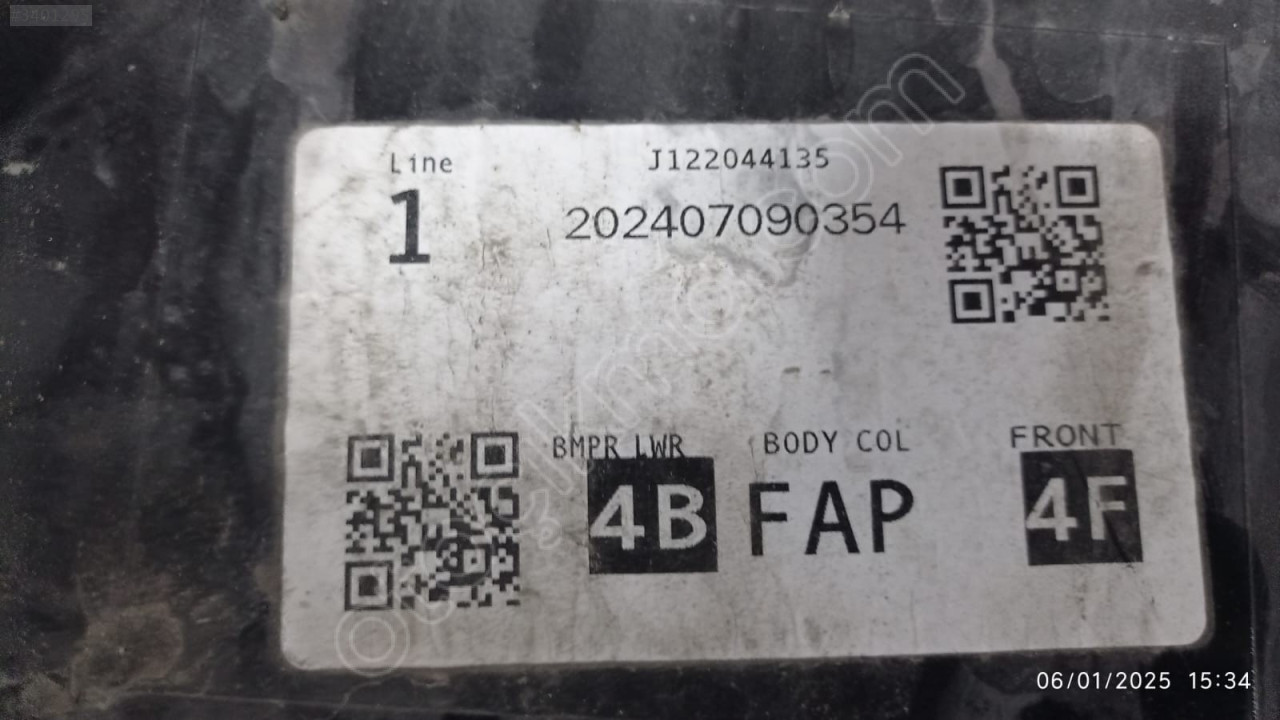 Line
J122044135
1
202407090354
BMPR LWR
BODY COL
FRONT
4B
FAP
4F
06/01/2025 15:34